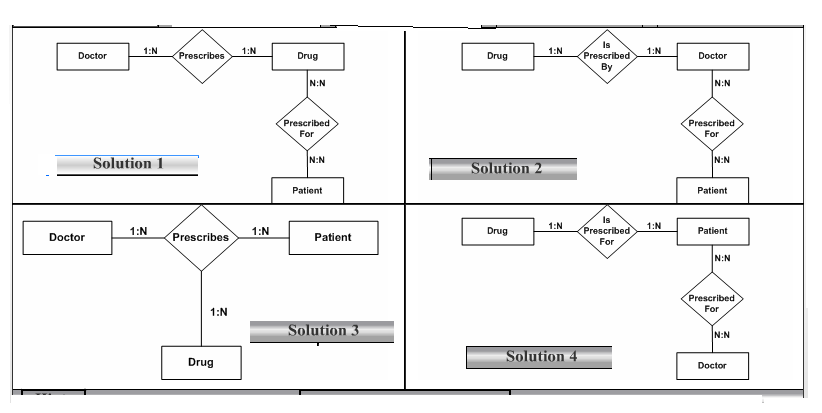 Doctor 1:N Prescribes 1:N Drug
N:N
Prescribed
For
N:N
Patient
Solution 1
Drug 1:N Is
Prescribed
By 1:N Doctor
N:N
Prescribed
For
N:N
Patient
Solution 2
Doctor 1:N Prescribes 1:N Patient
1:N
Drug
Solution 3
Drug 1:N Is
Prescribed
For 1:N Patient
N:N
Prescribed
For
N:N
Doctor
Solution 4